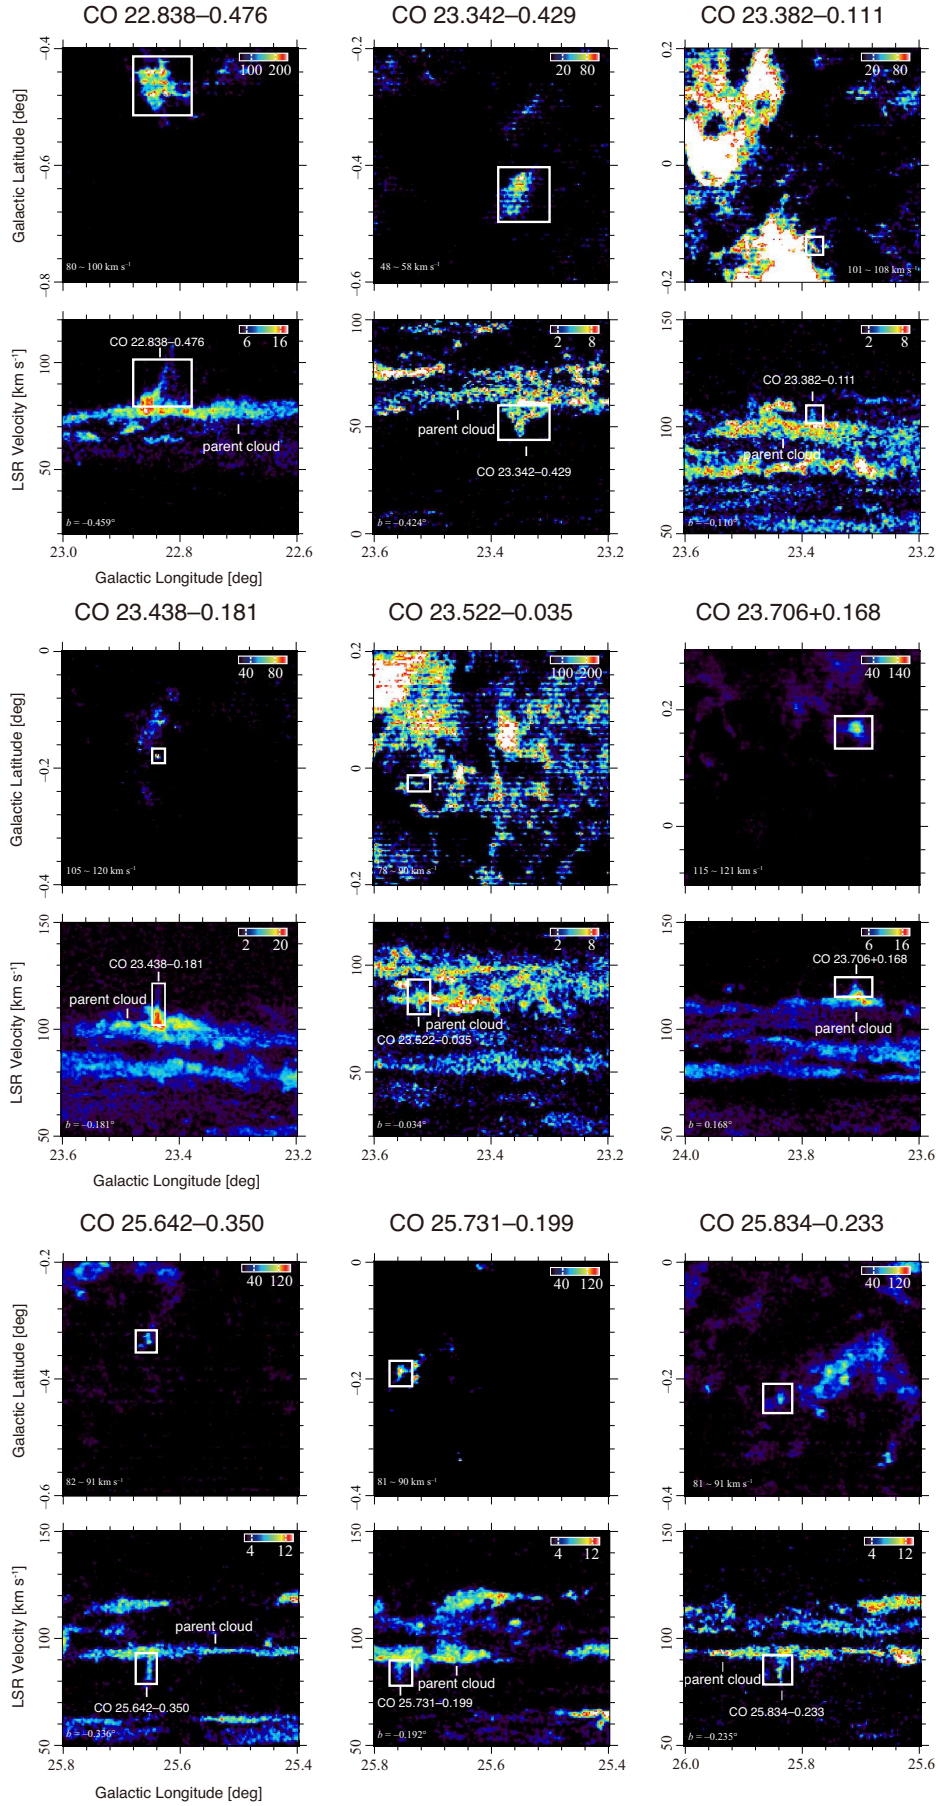 CO 22.838–0.476 CO 23.342–0.429 CO 23.382–0.111
Galactic Latitude [deg]
−0.4 −0.6 −0.8
100 200
80 ~ 100 km s⁻¹
−0.2 −0.4 −0.6
20 80
48 ~ 58 km s⁻¹
0.2 0 −0.2
20 80
101 ~ 108 km s⁻¹
LSR Velocity [km s⁻¹]
100 50
6 16
CO 22.838–0.476
parent cloud
b = −0.459°
23.0 22.8 22.6
100 50 0
2 8
parent cloud
CO 23.342–0.429
b = −0.424°
23.6 23.4 23.2
150 100 50
2 8
CO 23.382–0.111
parent cloud
b = −0.110°
23.6 23.4 23.2
Galactic Longitude [deg]
CO 23.438–0.181 CO 23.522–0.035 CO 23.706+0.168
Galactic Latitude [deg]
0 −0.2 −0.4
40 80
105 ~ 120 km s⁻¹
0.2 0 −0.2
100 200
78 ~ 90 km s⁻¹
0.2 0
40 140
115 ~ 121 km s⁻¹
LSR Velocity [km s⁻¹]
150 100 50
2 20
CO 23.438–0.181
parent cloud
b = −0.181°
23.6 23.4 23.2
100 50
2 8
parent cloud
CO 23.522–0.035
b = −0.034°
23.6 23.4 23.2
150 100 50
6 16
CO 23.706+0.168
parent cloud
b = 0.168°
24.0 23.8 23.6
Galactic Longitude [deg]
CO 25.642–0.350 CO 25.731–0.199 CO 25.834–0.233
Galactic Latitude [deg]
−0.2 −0.4 −0.6
40 120
82 ~ 91 km s⁻¹
0 −0.2 −0.4
40 120
81 ~ 90 km s⁻¹
0 −0.2 −0.4
40 120
81 ~ 91 km s⁻¹
LSR Velocity [km s⁻¹]
150 100 50
4 12
parent cloud
CO 25.642–0.350
b = −0.336°
25.8 25.6 25.4
150 100 50
4 12
parent cloud
CO 25.731–0.199
b = −0.192°
25.8 25.6 25.4
150 100 50
4 12
parent cloud
CO 25.834–0.233
b = −0.235°
26.0 25.8 25.6
Galactic Longitude [deg]